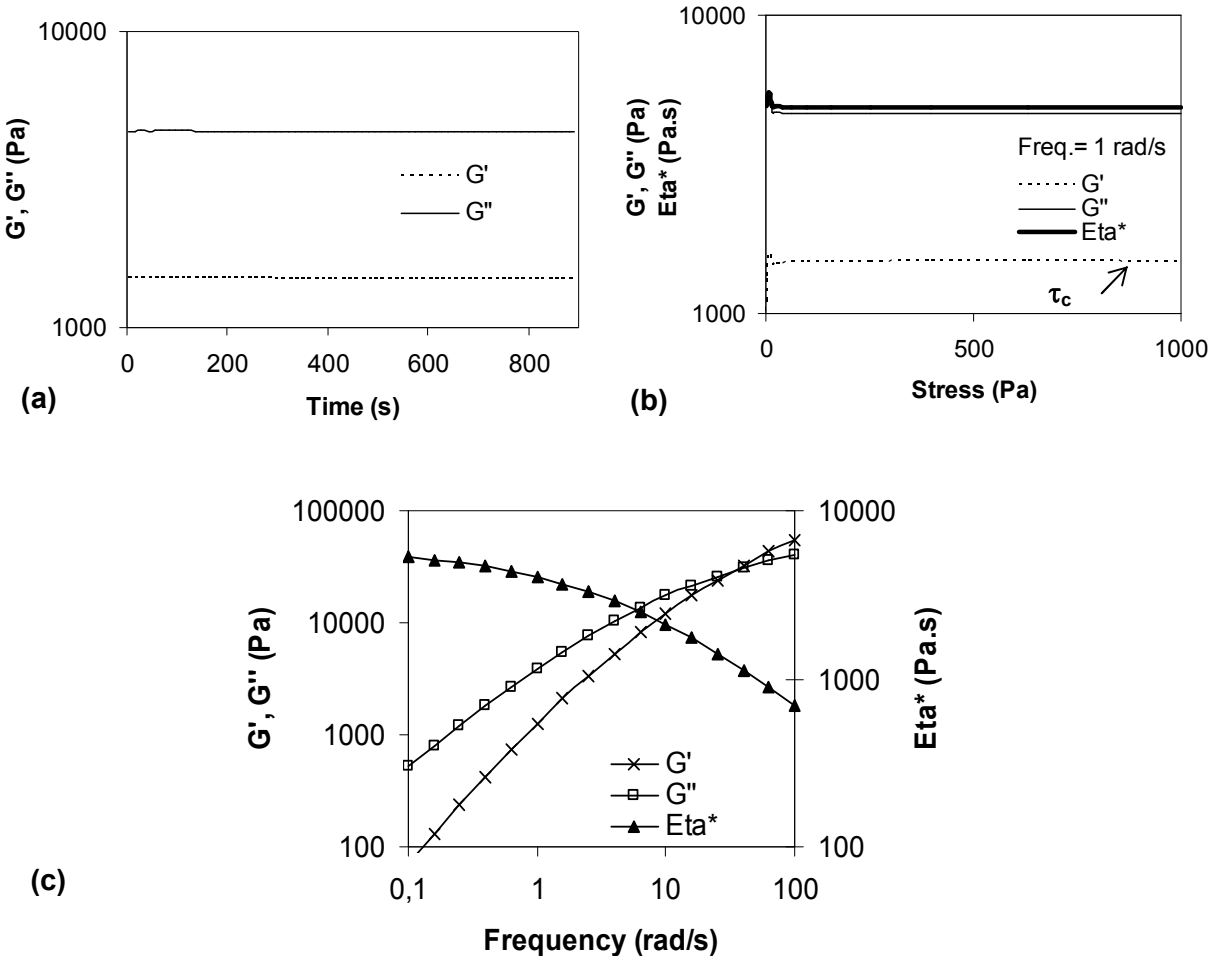 10000
1000
G', G'' (Pa)
G'
G''
0 200 400 600 800
Time (s)
(a)
10000
1000
G', G'' (Pa)
Eta* (Pa.s)
Freq.= 1 rad/s
G'
G''
Eta*
τc
0 500 1000
Stress (Pa)
(b)
100000
10000
1000
100
G', G'' (Pa)
10000
1000
100
Eta* (Pa.s)
G'
G''
Eta*
0,1 1 10 100
Frequency (rad/s)
(c)